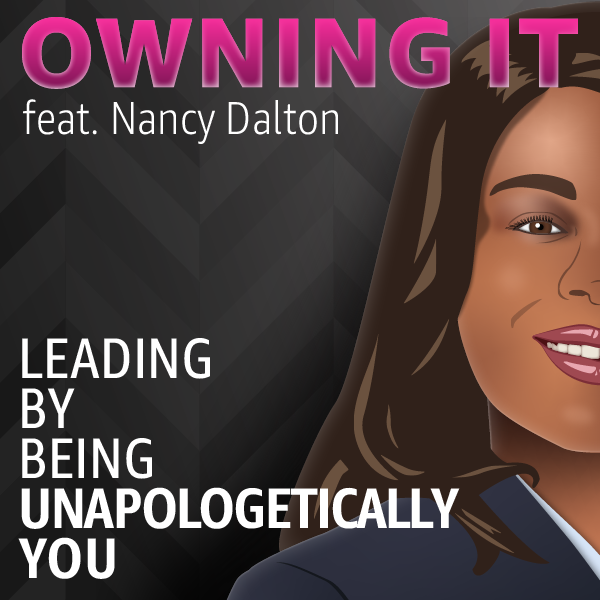 OWNING IT
feat. Nancy Dalton
LEADING
BY
BEING
UNAPOLOGETICALLY
YOU